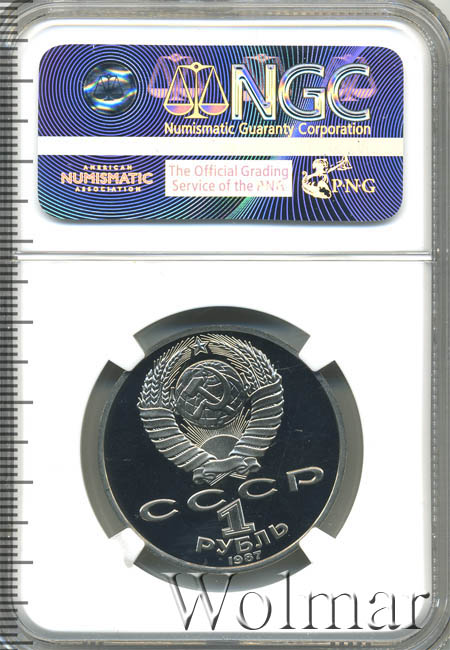 NGC
Numismatic Guaranty Corporation
AMERICAN
NUMISMATIC
ASSOCIATION
The Official Grading
Service of the PNG
PNG
СССР
1
РУБЛЬ
1987
Wolmar